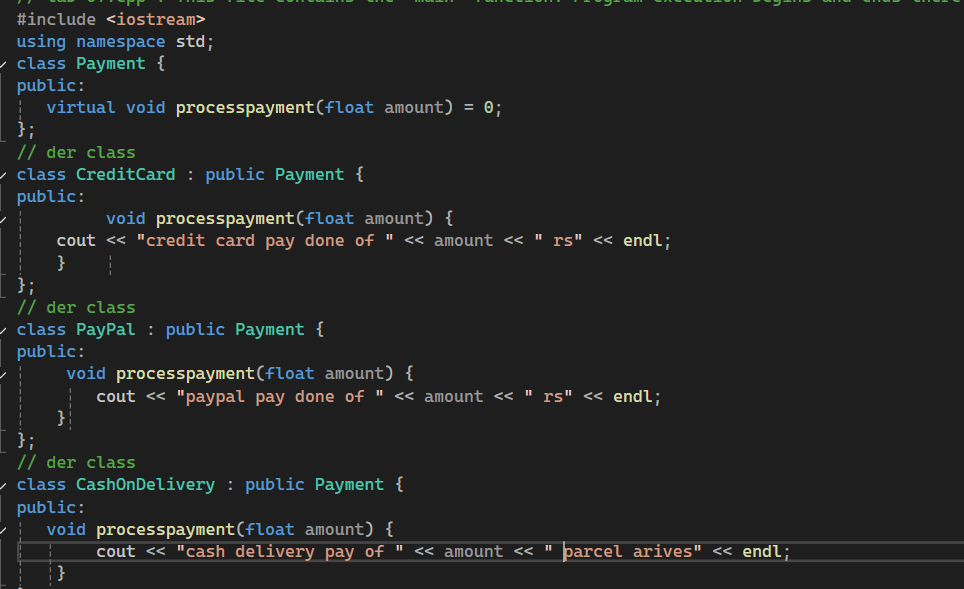 #include <iostream>
using namespace std;
class Payment {
public:
virtual void processpayment(float amount) = 0;
};
// der class
class CreditCard : public Payment {
public:
void processpayment(float amount) {
cout << "credit card pay done of " << amount << " rs" << endl;
}
};
// der class
class PayPal : public Payment {
public:
void processpayment(float amount) {
cout << "paypal pay done of " << amount << " rs" << endl;
}
};
// der class
class CashOnDelivery : public Payment {
public:
void processpayment(float amount) {
cout << "cash delivery pay of " << amount << " parcel arives" << endl;
}